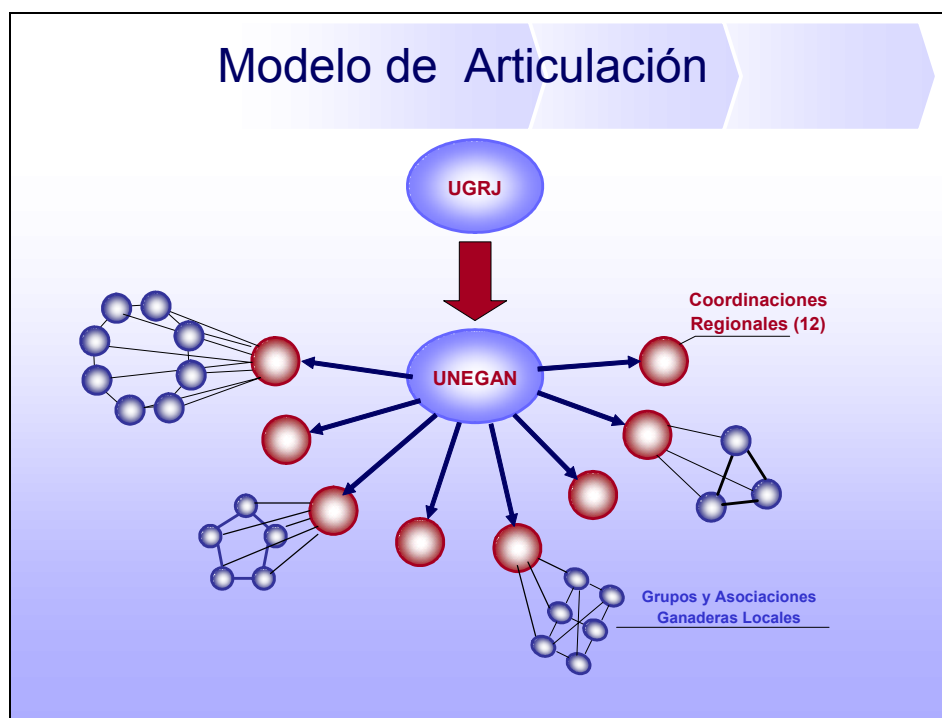 Modelo de Articulación
UGRJ
Coordinaciones
Regionales (12)
UNEGAN
Grupos y Asociaciones
Ganaderas Locales